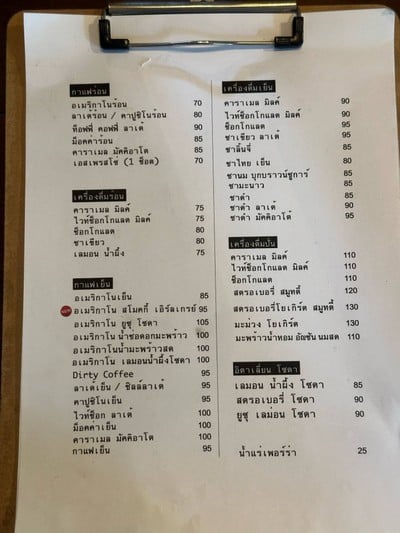 กาแฟร้อน
อเมริกาโนร้อน 70
ลาเต้ร้อน / คาปูชิโน่ร้อน 80
ท็อฟฟี่ คอฟฟี่ ลาเต้ 90
ม็อคค่าร้อน 85
คาราเมล มัคคิอาโต 85
เอสเพรสโซ่ (1 ช็อต) 70
เครื่องดื่มร้อน
คาราเมล มิลค์ 75
ไวท์ช็อกโกแลต มิลค์ 75
ช็อกโกแลต 80
ชาเขียว 80
เลมอน น้ำผึ้ง 75
กาแฟเย็น
อเมริกาโนเย็น 85
อเมริกาโน สโมคกี้ เอิร์ลเกรย์ 95
อเมริกาโน ยูซุ โซดา 105
อเมริกาโน น้ำช่อดอกมะพร้าว 100
อเมริกาโนน้ำมะพร้าวสด 100
อเมริกาโน เลมอนน้ำผึ้งโซดา 100
Dirty Coffee 95
ลาเต้เย็น / ชิลล์ลาเต้ 95
คาปูชิโนเย็น 95
ไวท์ช็อก ลาเต้ 100
ม็อคค่าเย็น 100
คาราเมล มัคคิอาโต 100
กาแฟเย็น 95
เครื่องดื่มเย็น
คาราเมล มิลค์ 90
ไวท์ช็อกโกแลต มิลค์ 90
ช็อกโกแลต 95
ชาเขียว ลาเต้ 95
ชาลิ้นจี่ 85
ชาไทย เย็น 80
ชานม บุกบราวน์ชูการ์ 85
ชามะนาว 85
ชาดำ 85
ชาดำ ลาเต้ 90
ชาดำ มัคคิอาโต้ 95
เครื่องดื่มปั่น
คาราเมล มิลค์ 110
ไวท์ช็อกโกแลต มิลค์ 110
ช็อกโกแลต 110
สตรอเบอรี่ สมูทตี้ 120
สตรอเบอรี่โยเกิร์ต สมูทตี้ 130
มะม่วง โยเกิร์ต 130
มะพร้าวน้ำหอม อัญชัน นมสด 110
อิตาเลี่ยน โซดา
เลมอน น้ำผึ้ง โซดา 85
สตรอเบอรี่ โซดา 90
ยูซุ เลม่อน โซดา 90
น้ำแร่เพอร์ร่า 25